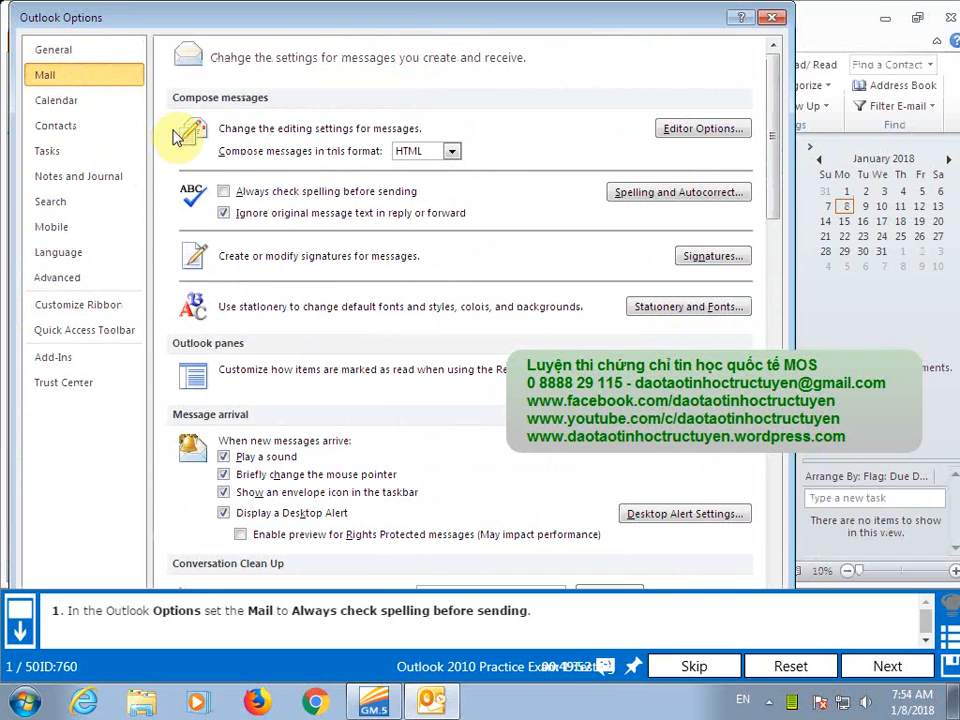 Outlook Options
General
Mail
Calendar
Contacts
Tasks
Notes and Journal
Search
Mobile
Language
Advanced
Customize Ribbon
Quick Access Toolbar
Add-Ins
Trust Center
Change the settings for messages you create and receive.
Compose messages
Change the editing settings for messages.
Editor Options...
Compose messages in this format: HTML
ABC
Always check spelling before sending
Spelling and Autocorrect...
Ignore original message text in reply or forward
Create or modify signatures for messages.
Signatures...
Use stationery to change default fonts and styles, colors, and backgrounds.
Stationery and Fonts...
Outlook panes
Customize how items are marked as read when using the Re
Message arrival
When new messages arrive:
Play a sound
Briefly change the mouse pointer
Show an envelope icon in the taskbar
Display a Desktop Alert
Desktop Alert Settings...
Enable preview for Rights Protected messages (May impact performance)
Conversation Clean Up
Luyện thi chứng chỉ tin học quốc tế MOS
0 8888 29 115 - daotaotinhoctructuyen@gmail.com
www.facebook.com/daotaotinhoctructuyen
www.youtube.com/c/daotaotinhoctructuyen
www.daotaotinhoctructuyen.wordpress.com
ad / Read
Find a Contact
egorize
Address Book
w Up
Filter E-mail
gs
Find
January 2018
Su Mo Tu We Th Fr Sa
31 1 2 3 4 5 6
7 8 9 10 11 12 13
14 15 16 17 18 19 20
21 22 23 24 25 26 27
28 29 30 31 1 2 3
4 5 6 7 8 9 10
ments.
Arrange By: Flag: Due D...
Type a new task
There are no items to show
in this view.
10%
1. In the Outlook Options set the Mail to Always check spelling before sending.
1 / 50ID:760
Outlook 2010 Practice Exam
Skip
Reset
Next
GM.5
EN
7:54 AM
1/8/2018